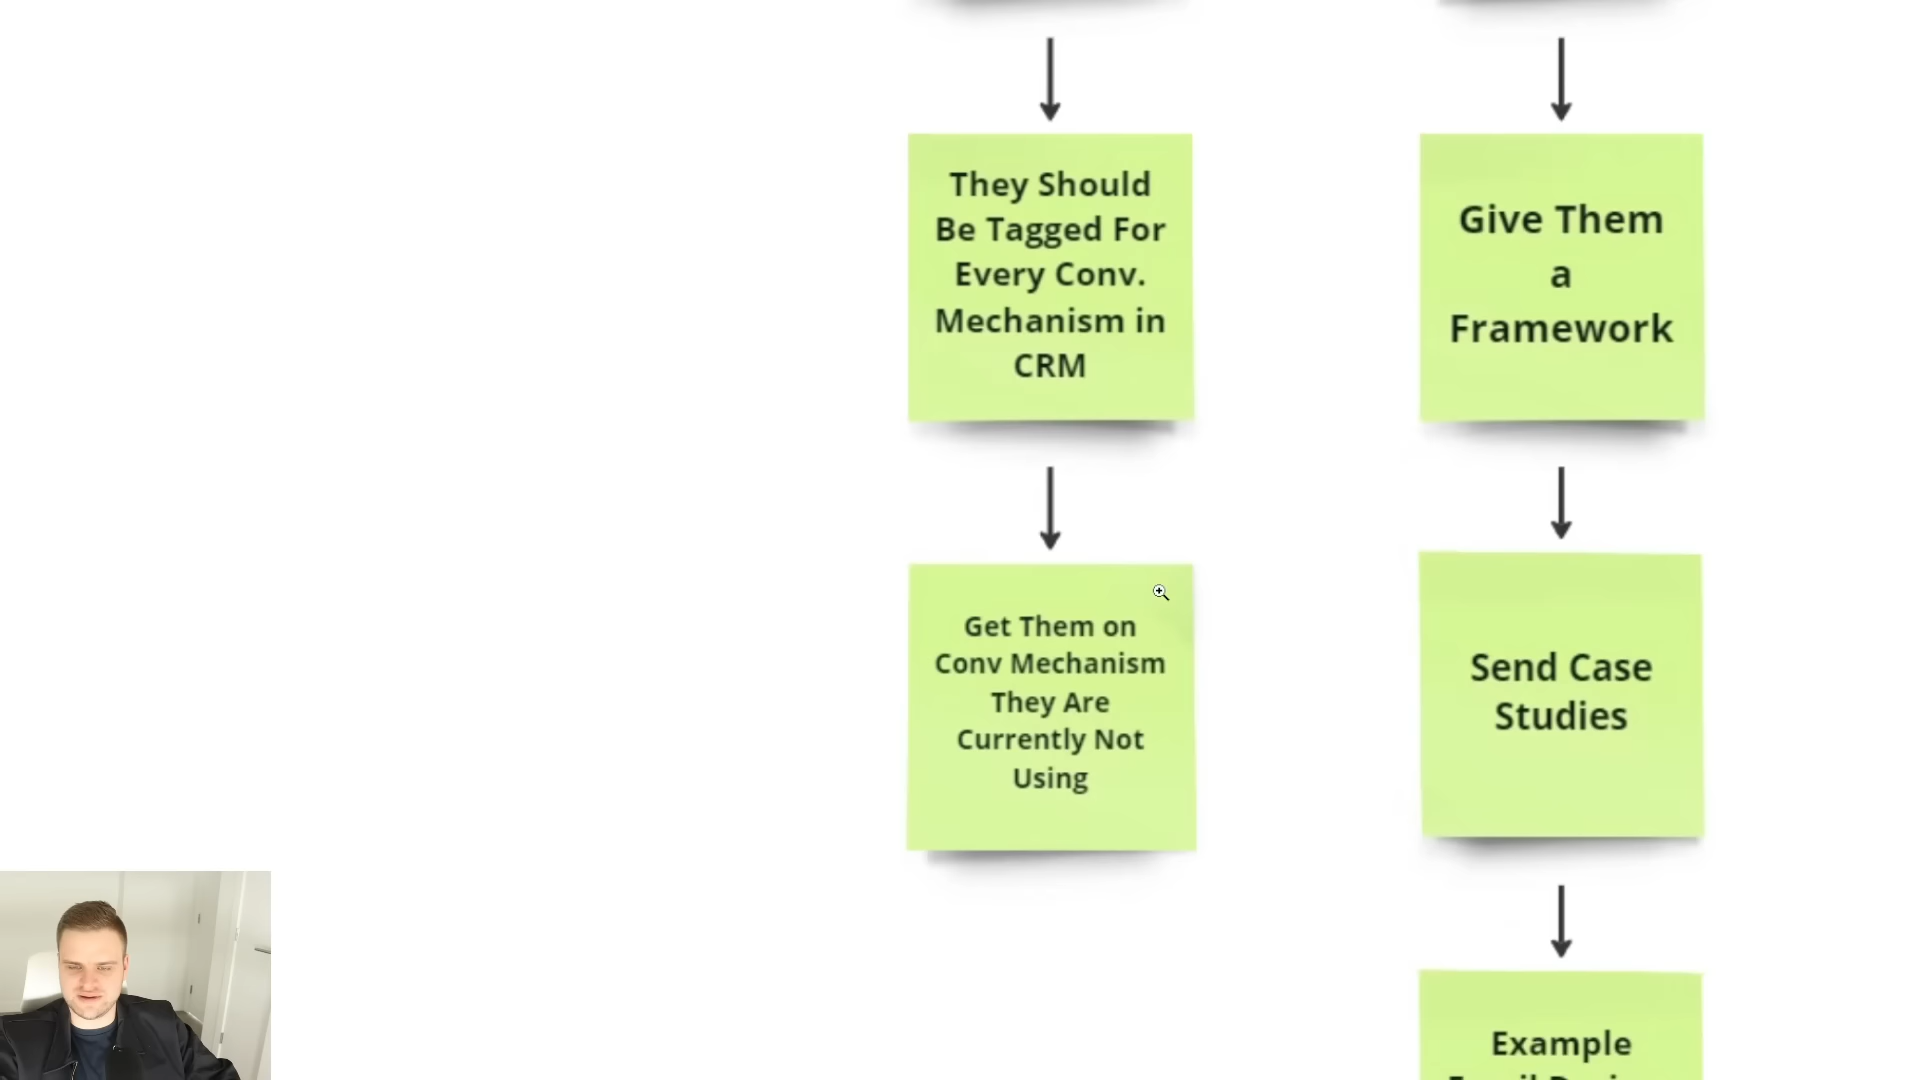 They Should
Be Tagged For
Every Conv.
Mechanism in
CRM
Get Them on
Conv Mechanism
They Are
Currently Not
Using
Give Them
a
Framework
Send Case
Studies
Example